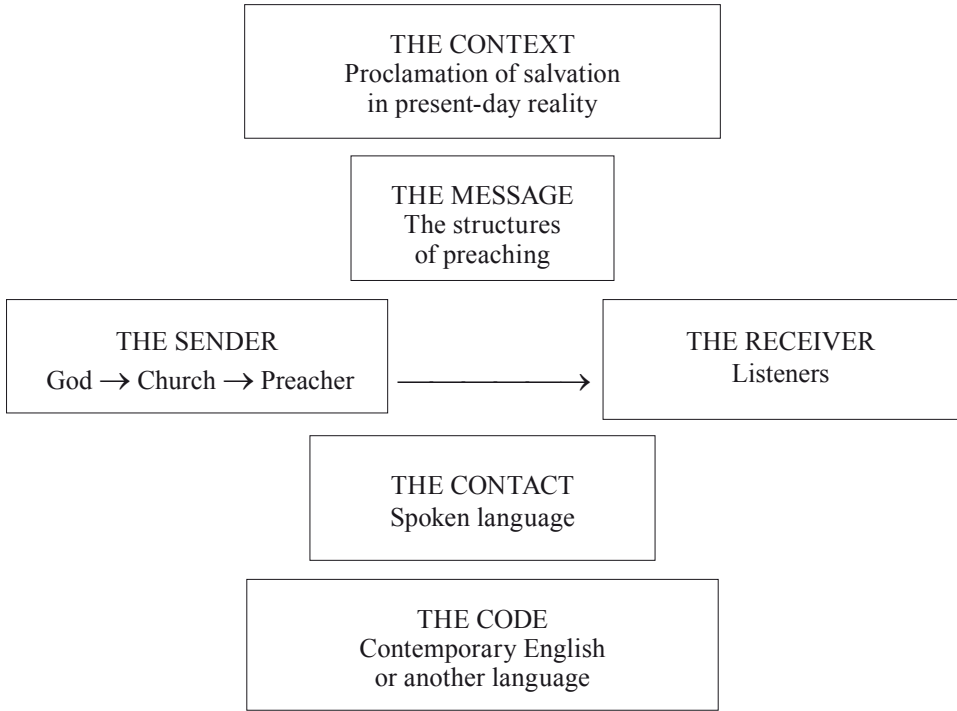 THE CONTEXT
Proclamation of salvation
in present-day reality
THE MESSAGE
The structures
of preaching
THE SENDER
God → Church → Preacher
THE RECEIVER
Listeners
THE CONTACT
Spoken language
THE CODE
Contemporary English
or another language